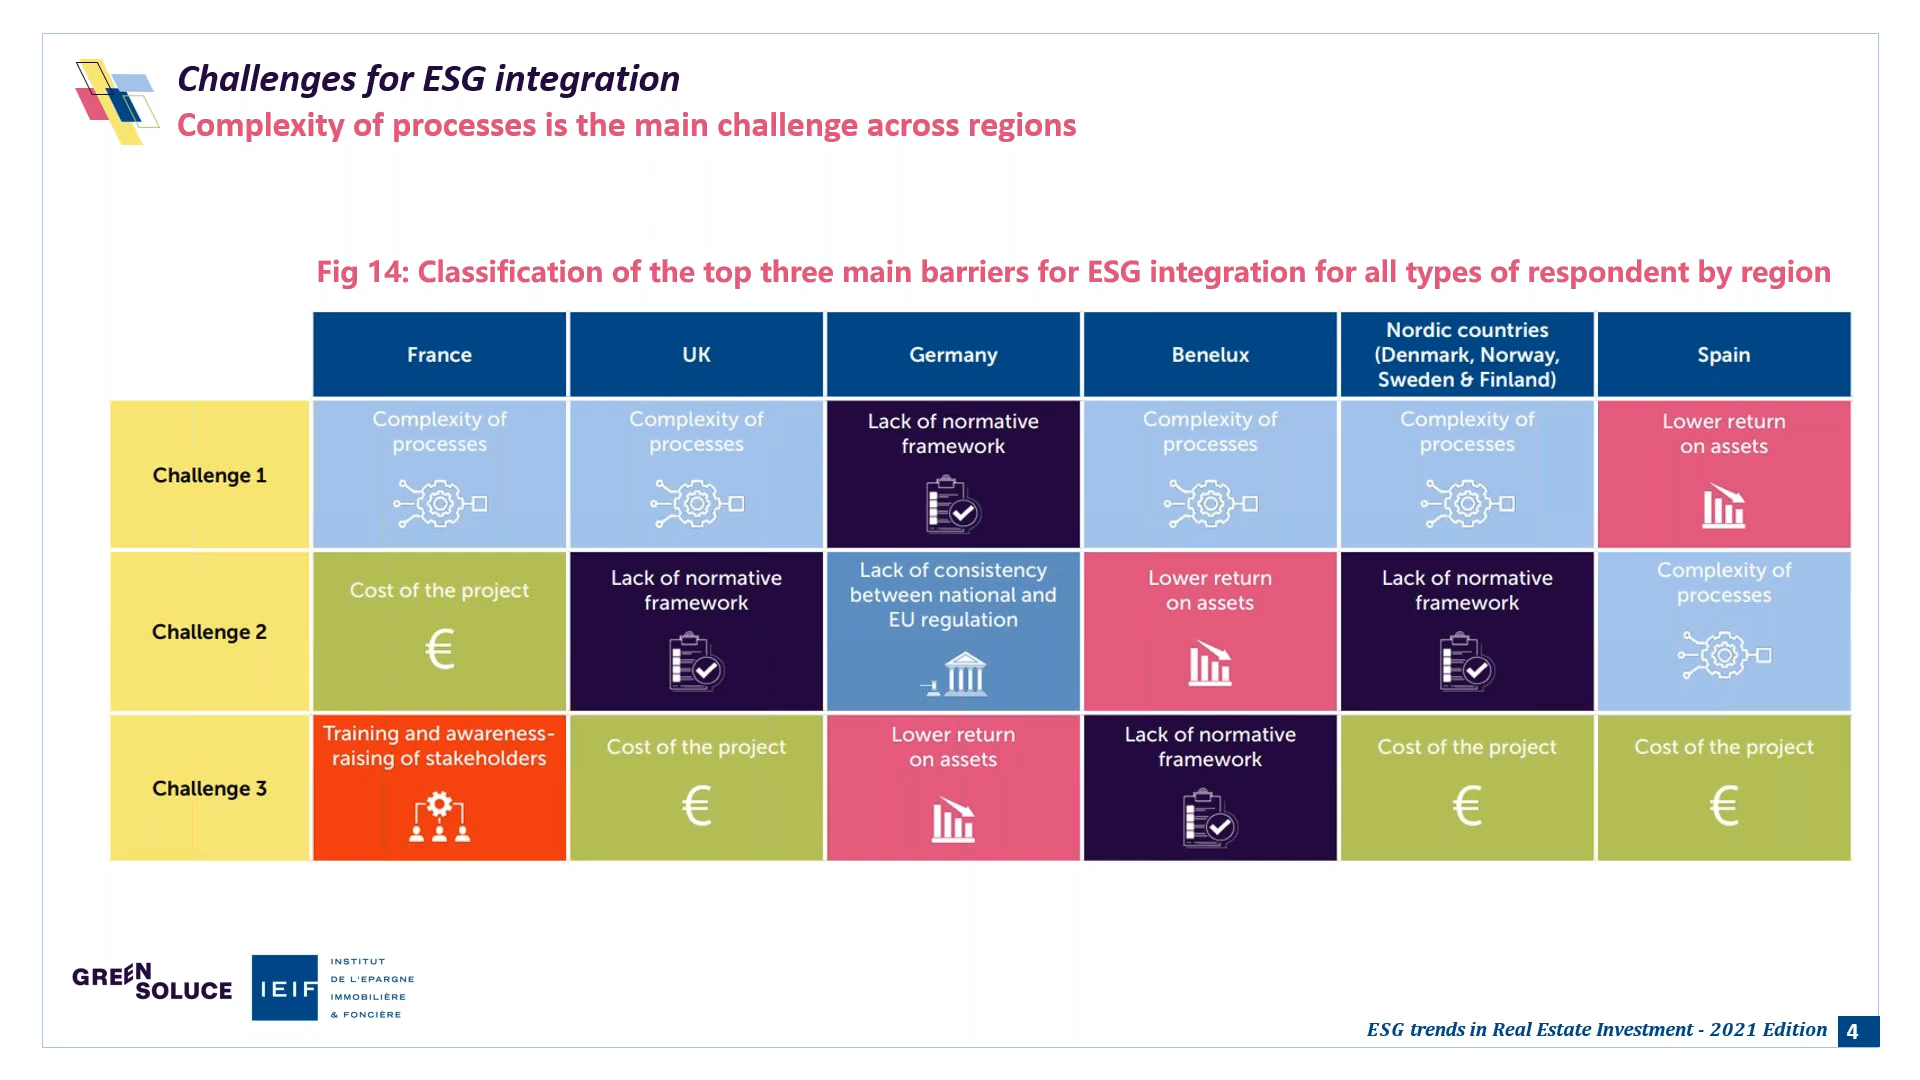 Challenges for ESG integration
Complexity of processes is the main challenge across regions
Fig 14: Classification of the top three main barriers for ESG integration for all types of respondent by region
France
UK
Germany
Benelux
Nordic countries
(Denmark, Norway,
Sweden & Finland)
Spain
Challenge 1
Complexity of
processes
Complexity of
processes
Lack of normative
framework
Complexity of
processes
Complexity of
processes
Lower return
on assets
Challenge 2
Cost of the project
€
Lack of normative
framework
Lack of consistency
between national and
EU regulation
Lower return
on assets
Lack of normative
framework
Complexity of
processes
Challenge 3
Training and awareness-
raising of stakeholders
Cost of the project
€
Lower return
on assets
Lack of normative
framework
Cost of the project
€
Cost of the project
€
GREEN
SOLUCE
IEIF
INSTITUT
DE L'EPARGNE
IMMOBILIÈRE
& FONCIÈRE
ESG trends in Real Estate Investment - 2021 Edition
4